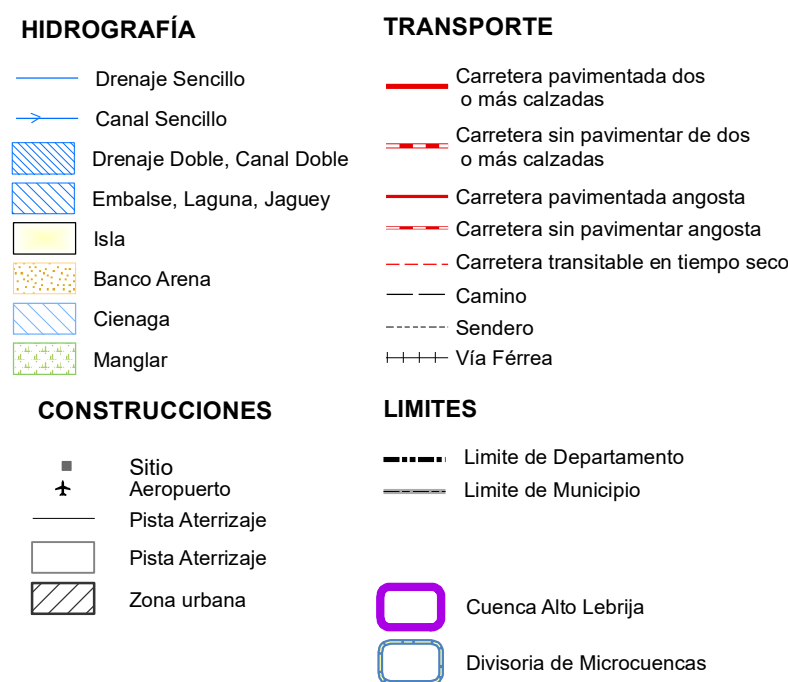 HIDROGRAFÍA
Drenaje Sencillo
Canal Sencillo
Drenaje Doble, Canal Doble
Embalse, Laguna, Jaguey
Isla
Banco Arena
Cienaga
Manglar
TRANSPORTE
Carretera pavimentada dos
o más calzadas
Carretera sin pavimentar de dos
o más calzadas
Carretera pavimentada angosta
Carretera sin pavimentar angosta
Carretera transitable en tiempo seco
Camino
Sendero
Vía Férrea
CONSTRUCCIONES
Sitio
Aeropuerto
Pista Aterrizaje
Pista Aterrizaje
Zona urbana
LIMITES
Limite de Departamento
Limite de Municipio
Cuenca Alto Lebrija
Divisoria de Microcuencas